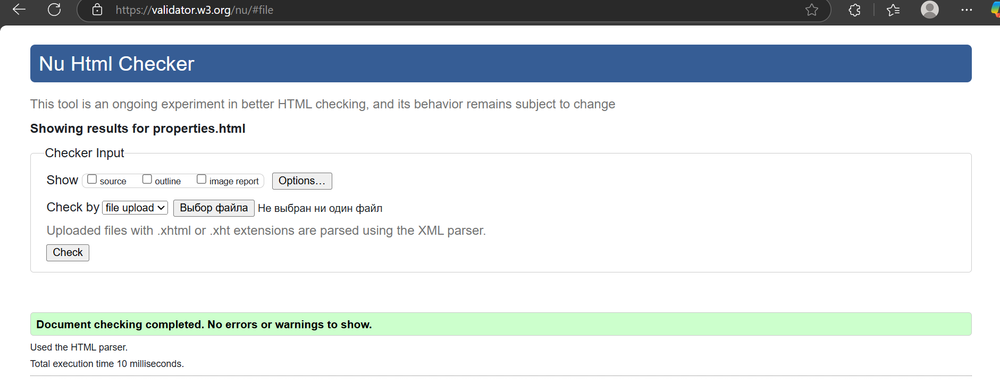 https://validator.w3.org/nu/#file
Nu Html Checker
This tool is an ongoing experiment in better HTML checking, and its behavior remains subject to change
Showing results for properties.html
Checker Input
Show source outline image report Options...
Check by file upload Выбор файла Не выбран ни один файл
Uploaded files with .xhtml or .xht extensions are parsed using the XML parser.
Check
Document checking completed. No errors or warnings to show.
Used the HTML parser.
Total execution time 10 milliseconds.